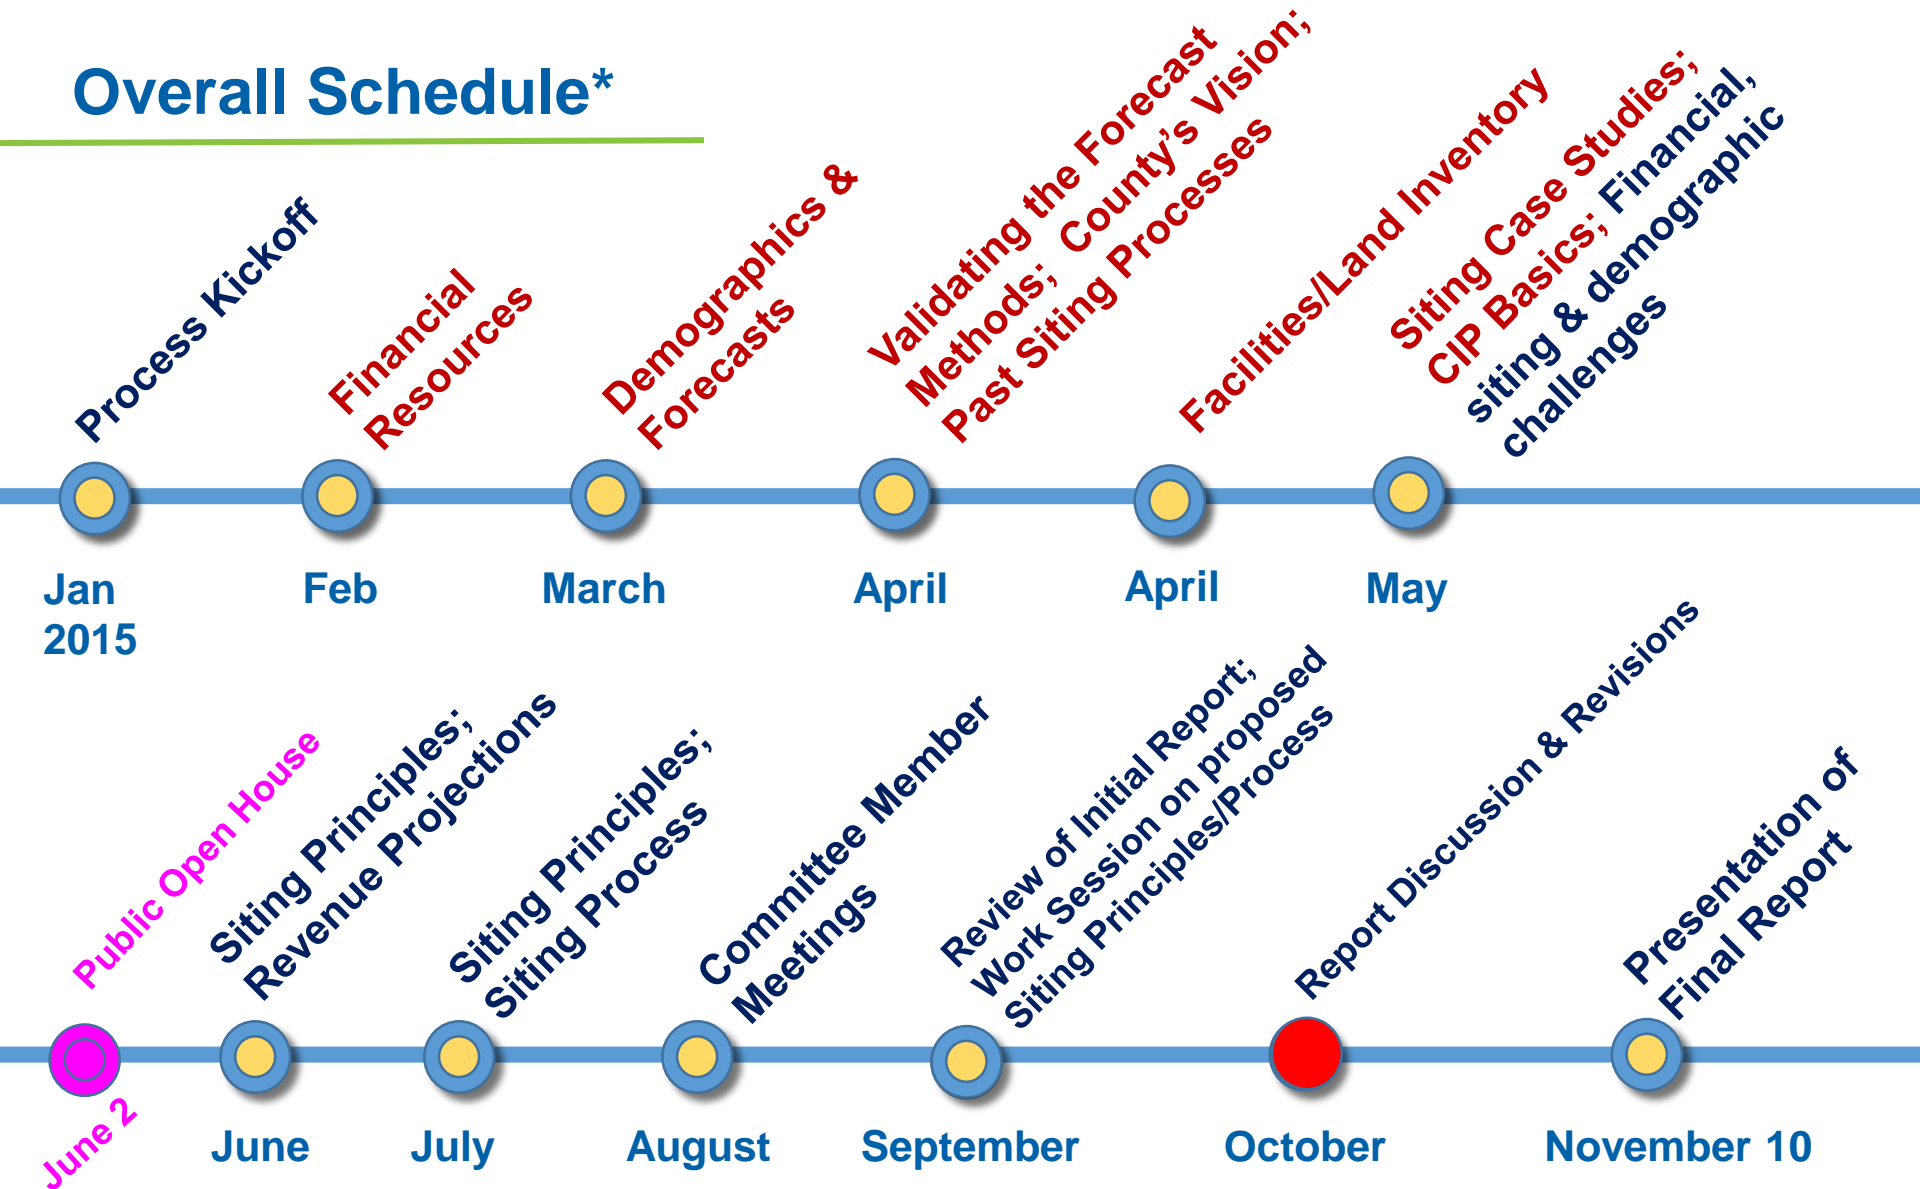 Overall Schedule*
Process Kickoff
Financial
Resources
Demographics &
Forecasts
Validating the Forecast
Methods; County’s Vision;
Past Siting Processes
Facilities/Land Inventory
Siting Case Studies;
CIP Basics; Financial,
siting & demographic
challenges
Jan
2015
Feb
March
April
April
May
Public Open House
Siting Principles;
Revenue Projections
Siting Principles;
Siting Process
Committee Member
Meetings
Review of Initial Report;
Work Session on proposed
Siting Principles/Process
Report Discussion & Revisions
Presentation of
Final Report
June 2
June
July
August
September
October
November 10